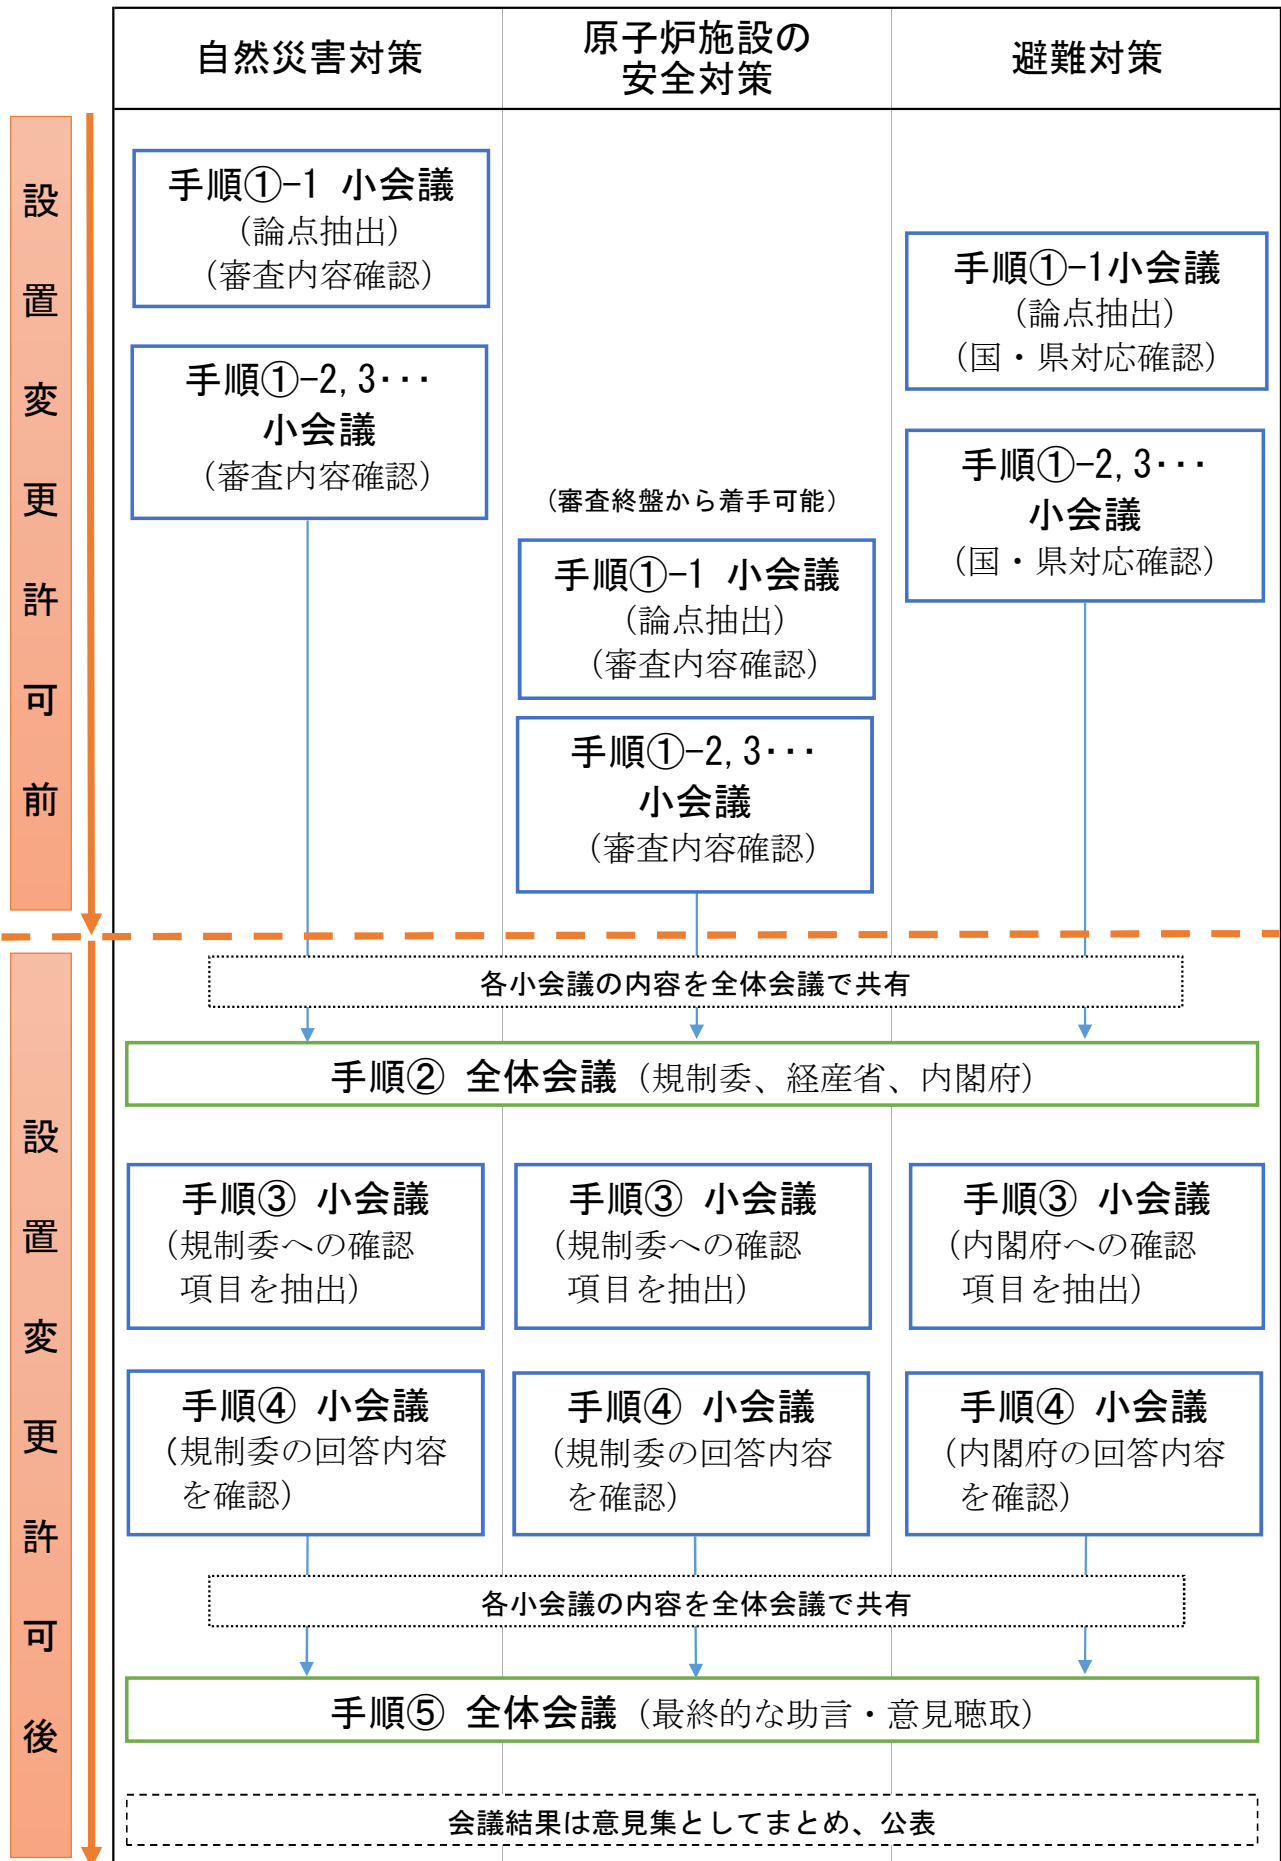 自然災害対策
原子炉施設の
安全対策
避難対策
設置変更許可前
手順①-1 小会議
(論点抽出)
(審査内容確認)
手順①-2,3･･･
小会議
(審査内容確認)
(審査終盤から着手可能)
手順①-1 小会議
(論点抽出)
(審査内容確認)
手順①-2,3･･･
小会議
(審査内容確認)
手順①-1小会議
(論点抽出)
(国・県対応確認)
手順①-2,3･･･
小会議
(国・県対応確認)
設置変更許可後
各小会議の内容を全体会議で共有
手順② 全体会議(規制委、経産省、内閣府)
手順③ 小会議
(規制委への確認
項目を抽出)
手順③ 小会議
(規制委への確認
項目を抽出)
手順③ 小会議
(内閣府への確認
項目を抽出)
手順④ 小会議
(規制委の回答内容
を確認)
手順④ 小会議
(規制委の回答内容
を確認)
手順④ 小会議
(内閣府の回答内容
を確認)
各小会議の内容を全体会議で共有
手順⑤ 全体会議(最終的な助言・意見聴取)
会議結果は意見集としてまとめ、公表